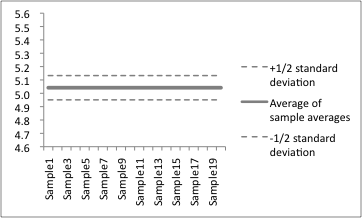 5.6
5.5
5.4
5.3
5.2
5.1
5.0
4.9
4.8
4.7
4.6
Sample1
Sample3
Sample5
Sample7
Sample9
Sample11
Sample13
Sample15
Sample17
Sample19
+1/2 standard
deviation
Average of
sample averages
-1/2 standard
deviation